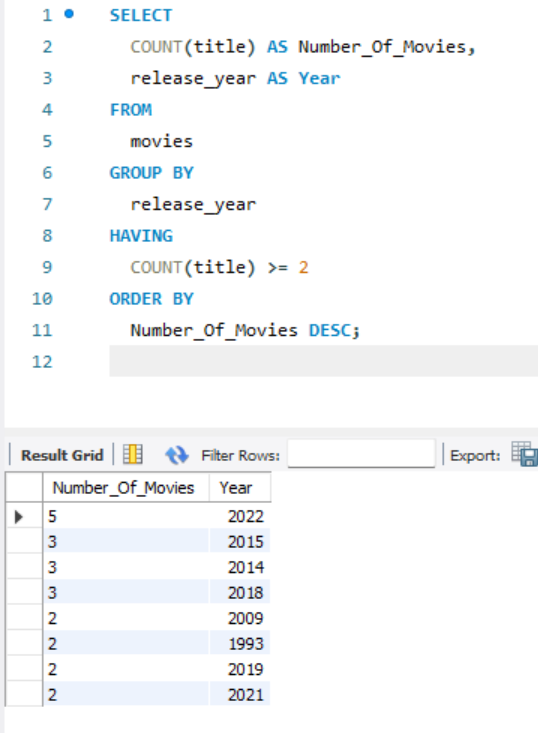 1 SELECT
2 COUNT(title) AS Number_Of_Movies,
3 release_year AS Year
4 FROM
5 movies
6 GROUP BY
7 release_year
8 HAVING
9 COUNT(title) >= 2
10 ORDER BY
11 Number_Of_Movies DESC;
12
Result Grid Filter Rows: Export:
Number_Of_Movies Year
5 2022
3 2015
3 2014
3 2018
2 2009
2 1993
2 2019
2 2021